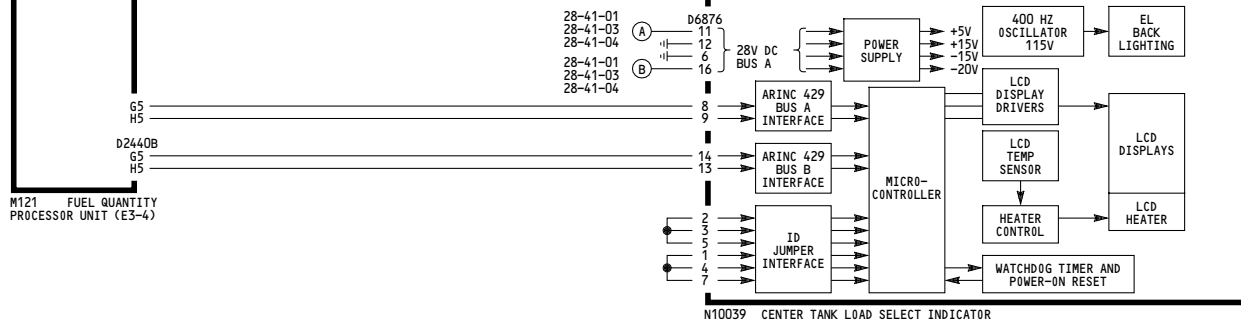 28-41-01
28-41-03
28-41-04
A
28-41-01
28-41-03
28-41-04
B
D6876
11
12
6
16
28V DC
BUS A
POWER
SUPPLY
+5V
+15V
-15V
-20V
400 HZ
OSCILLATOR
115V
EL
BACK
LIGHTING
G5
H5
8
9
ARINC 429
BUS A
INTERFACE
LCD
DISPLAY
DRIVERS
D2440B
G5
H5
14
13
ARINC 429
BUS B
INTERFACE
MICRO-
CONTROLLER
LCD
TEMP
SENSOR
LCD
DISPLAYS
M121 FUEL QUANTITY
PROCESSOR UNIT (E3-4)
2
3
5
1
4
7
ID
JUMPER
INTERFACE
HEATER
CONTROL
LCD
HEATER
WATCHDOG TIMER AND
POWER-ON RESET
N10039 CENTER TANK LOAD SELECT INDICATOR